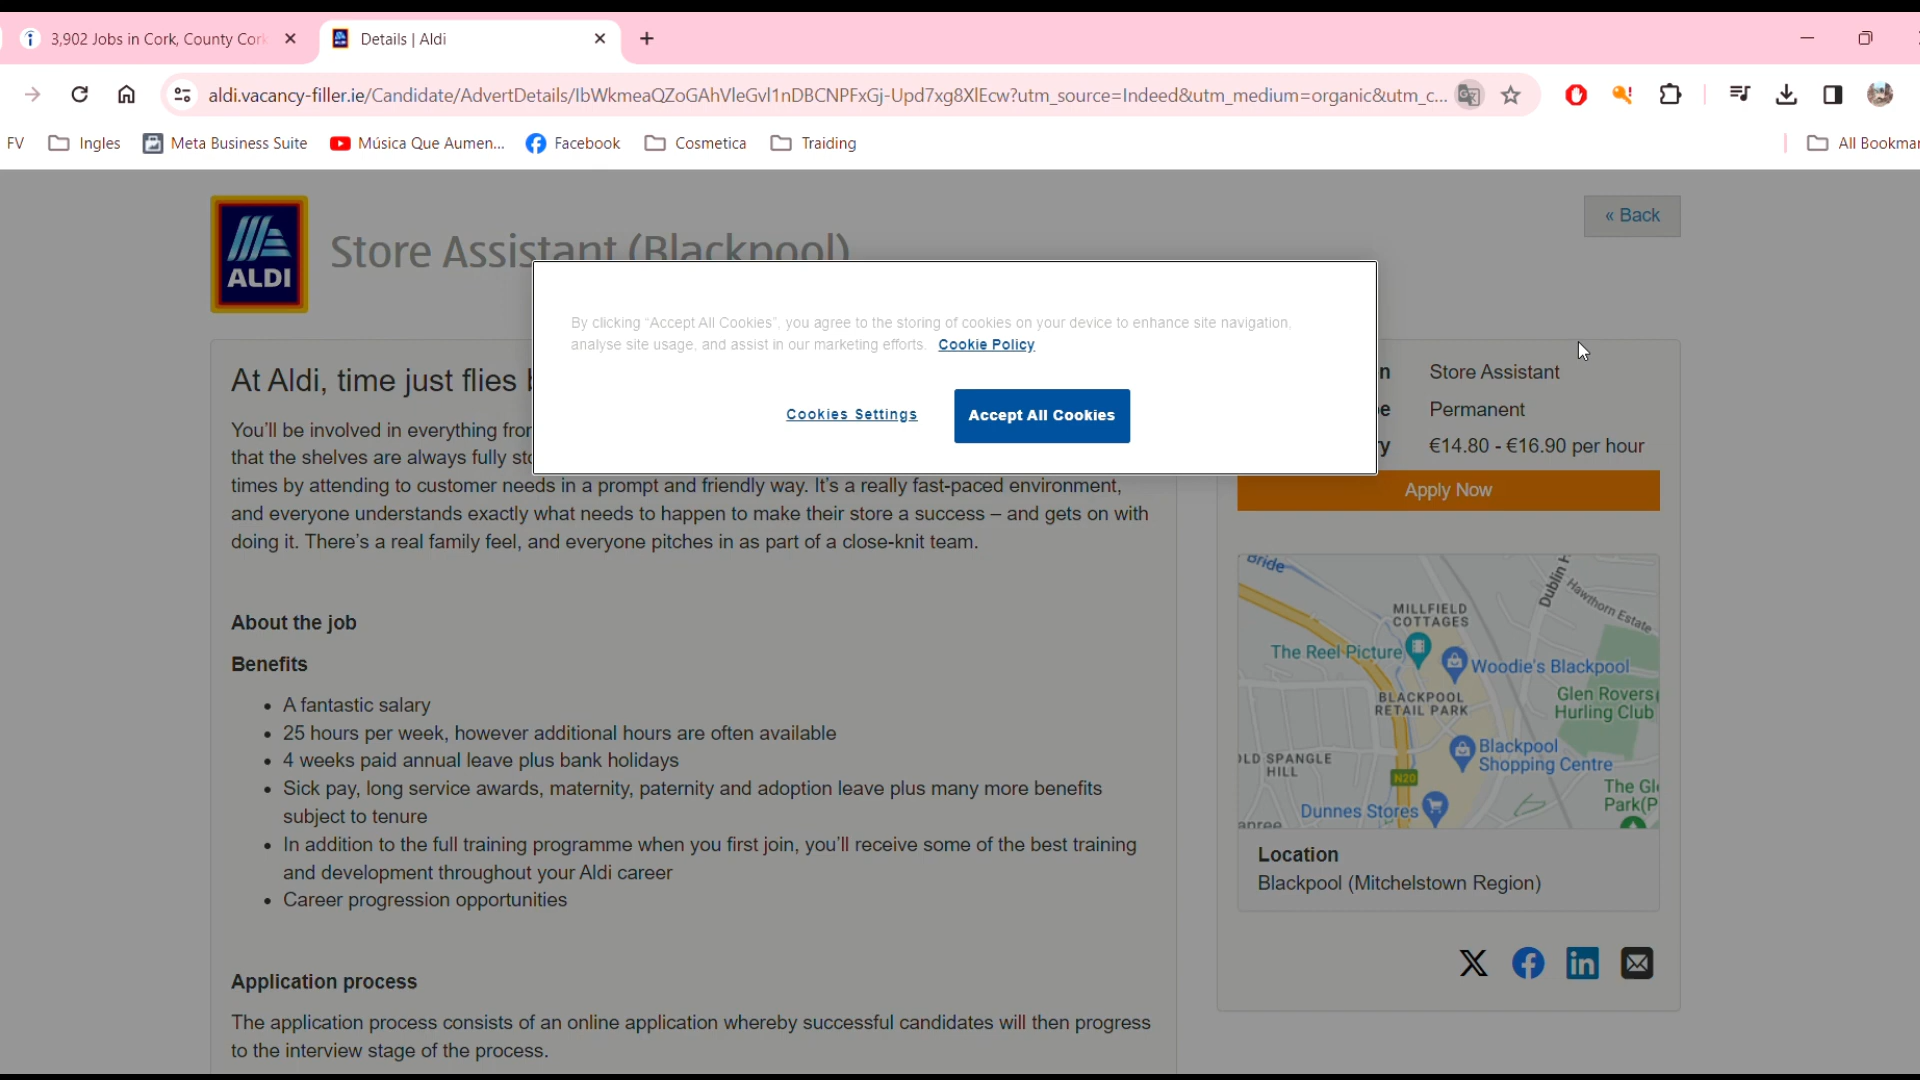 3,902 Jobs in Cork, County Cork
Details | Aldi
aldi.vacancy-filler.ie/Candidate/AdvertDetails/IbWkmeaQZoGAhVleGvl1nDBCNPFxGj-Upd7xg8XlEcw?utm_source=Indeed&utm_medium=organic&utm_c...
FV
Ingles
Meta Business Suite
Música Que Aumen...
Facebook
Cosmetica
Traiding
All Bookmar
ALDI
Store Assistant (Blackpool)
« Back
By clicking “Accept All Cookies”, you agree to the storing of cookies on your device to enhance site navigation,
analyse site usage, and assist in our marketing efforts. Cookie Policy
Cookies Settings
Accept All Cookies
At Aldi, time just flies
You'll be involved in everything from
that the shelves are always fully sto
times by attending to customer needs in a prompt and friendly way. It's a really fast-paced environment,
and everyone understands exactly what needs to happen to make their store a success – and gets on with
doing it. There's a real family feel, and everyone pitches in as part of a close-knit team.
About the job
Benefits
• A fantastic salary
• 25 hours per week, however additional hours are often available
• 4 weeks paid annual leave plus bank holidays
• Sick pay, long service awards, maternity, paternity and adoption leave plus many more benefits
subject to tenure
• In addition to the full training programme when you first join, you'll receive some of the best training
and development throughout your Aldi career
• Career progression opportunities
Application process
The application process consists of an online application whereby successful candidates will then progress
to the interview stage of the process.
n Store Assistant
e Permanent
y €14.80 - €16.90 per hour
Apply Now
Bride
Dublin
Hawthorn Estate
MILLFIELD
COTTAGES
The Reel Picture
Woodie's Blackpool
BLACKPOOL
RETAIL PARK
Glen Rovers
Hurling Club
OLD SPANGLE
HILL
Blackpool
Shopping Centre
N20
The Gl
Park(P
Dunnes Stores
Location
Blackpool (Mitchelstown Region)